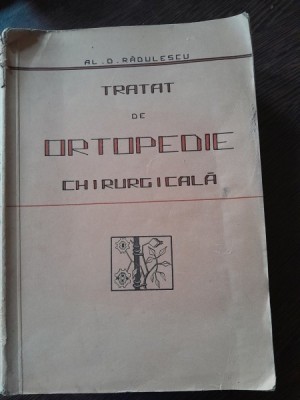 AL. D. RĂDULESCU
TRATAT
DE
ORTOPEDIE
CHIRURGICALĂ